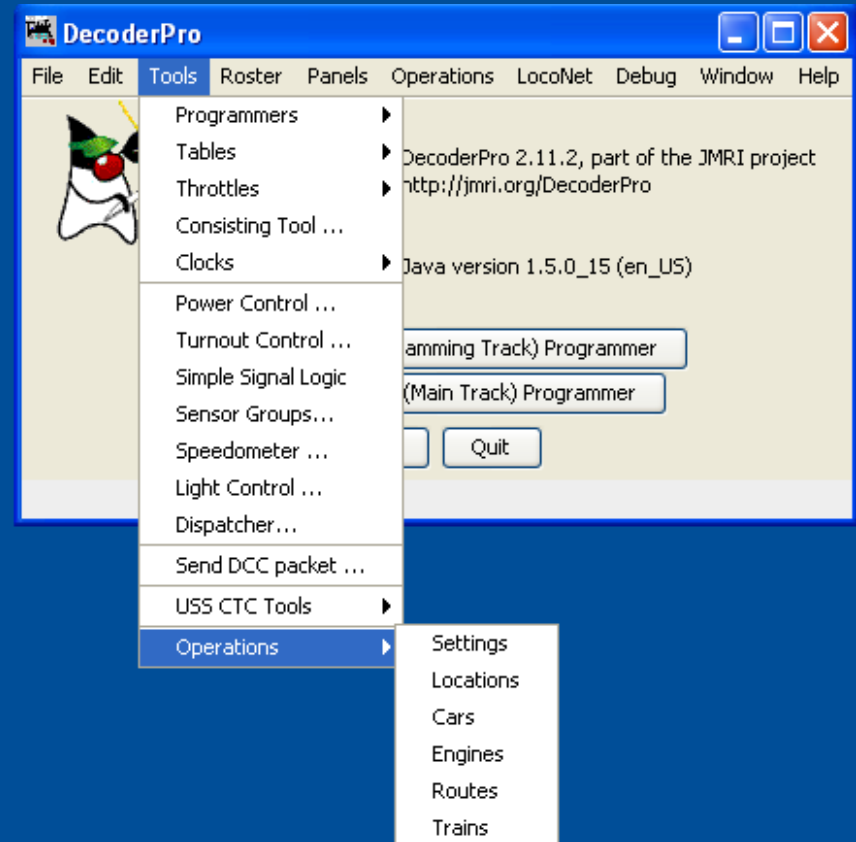 DecoderPro
File Edit Tools Roster Panels Operations LocoNet Debug Window Help
Programmers
Tables
Throttles
Consisting Tool ...
Clocks
Power Control ...
Turnout Control ...
Simple Signal Logic
Sensor Groups...
Speedometer ...
Light Control ...
Dispatcher...
Send DCC packet ...
USS CTC Tools
Operations
Settings
Locations
Cars
Engines
Routes
Trains
DecoderPro 2.11.2, part of the JMRI project
http://jmri.org/DecoderPro
Java version 1.5.0_15 (en_US)
amming Track) Programmer
(Main Track) Programmer
Quit